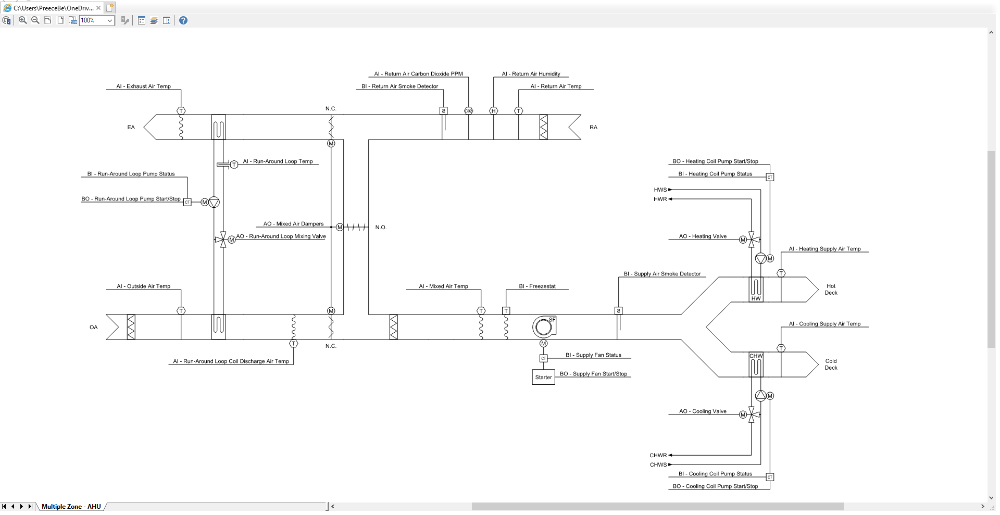 C:\Users\PreeceBe\OneDriv...
100%
AI - Return Air Carbon Dioxide PPM
AI - Return Air Humidity
AI - Exhaust Air Temp
BI - Return Air Smoke Detector
AI - Return Air Temp
N.C.
T
S
CO2
H
T
EA
RA
M
AI - Run-Around Loop Temp
T
BO - Heating Coil Pump Start/Stop
BI - Run-Around Loop Pump Status
BI - Heating Coil Pump Status
CT
HWS
HWR
BO - Run-Around Loop Pump Start/Stop
CT
M
AO - Mixed Air Dampers
M
N.O.
M
AO - Run-Around Loop Mixing Valve
AO - Heating Valve
M
AI - Heating Supply Air Temp
M
BI - Supply Air Smoke Detector
T
AI - Outside Air Temp
AI - Mixed Air Temp
BI - Freezestat
Hot
Deck
HW
T
M
T
T
S
SF
OA
AI - Cooling Supply Air Temp
T
N.C.
M
T
CHW
CT
BI - Supply Fan Status
AI - Run-Around Loop Coil Discharge Air Temp
Cold
Deck
Starter
BO - Supply Fan Start/Stop
M
AO - Cooling Valve
M
CHWR
CHWS
BI - Cooling Coil Pump Status
CT
BO - Cooling Coil Pump Start/Stop
Multiple Zone - AHU